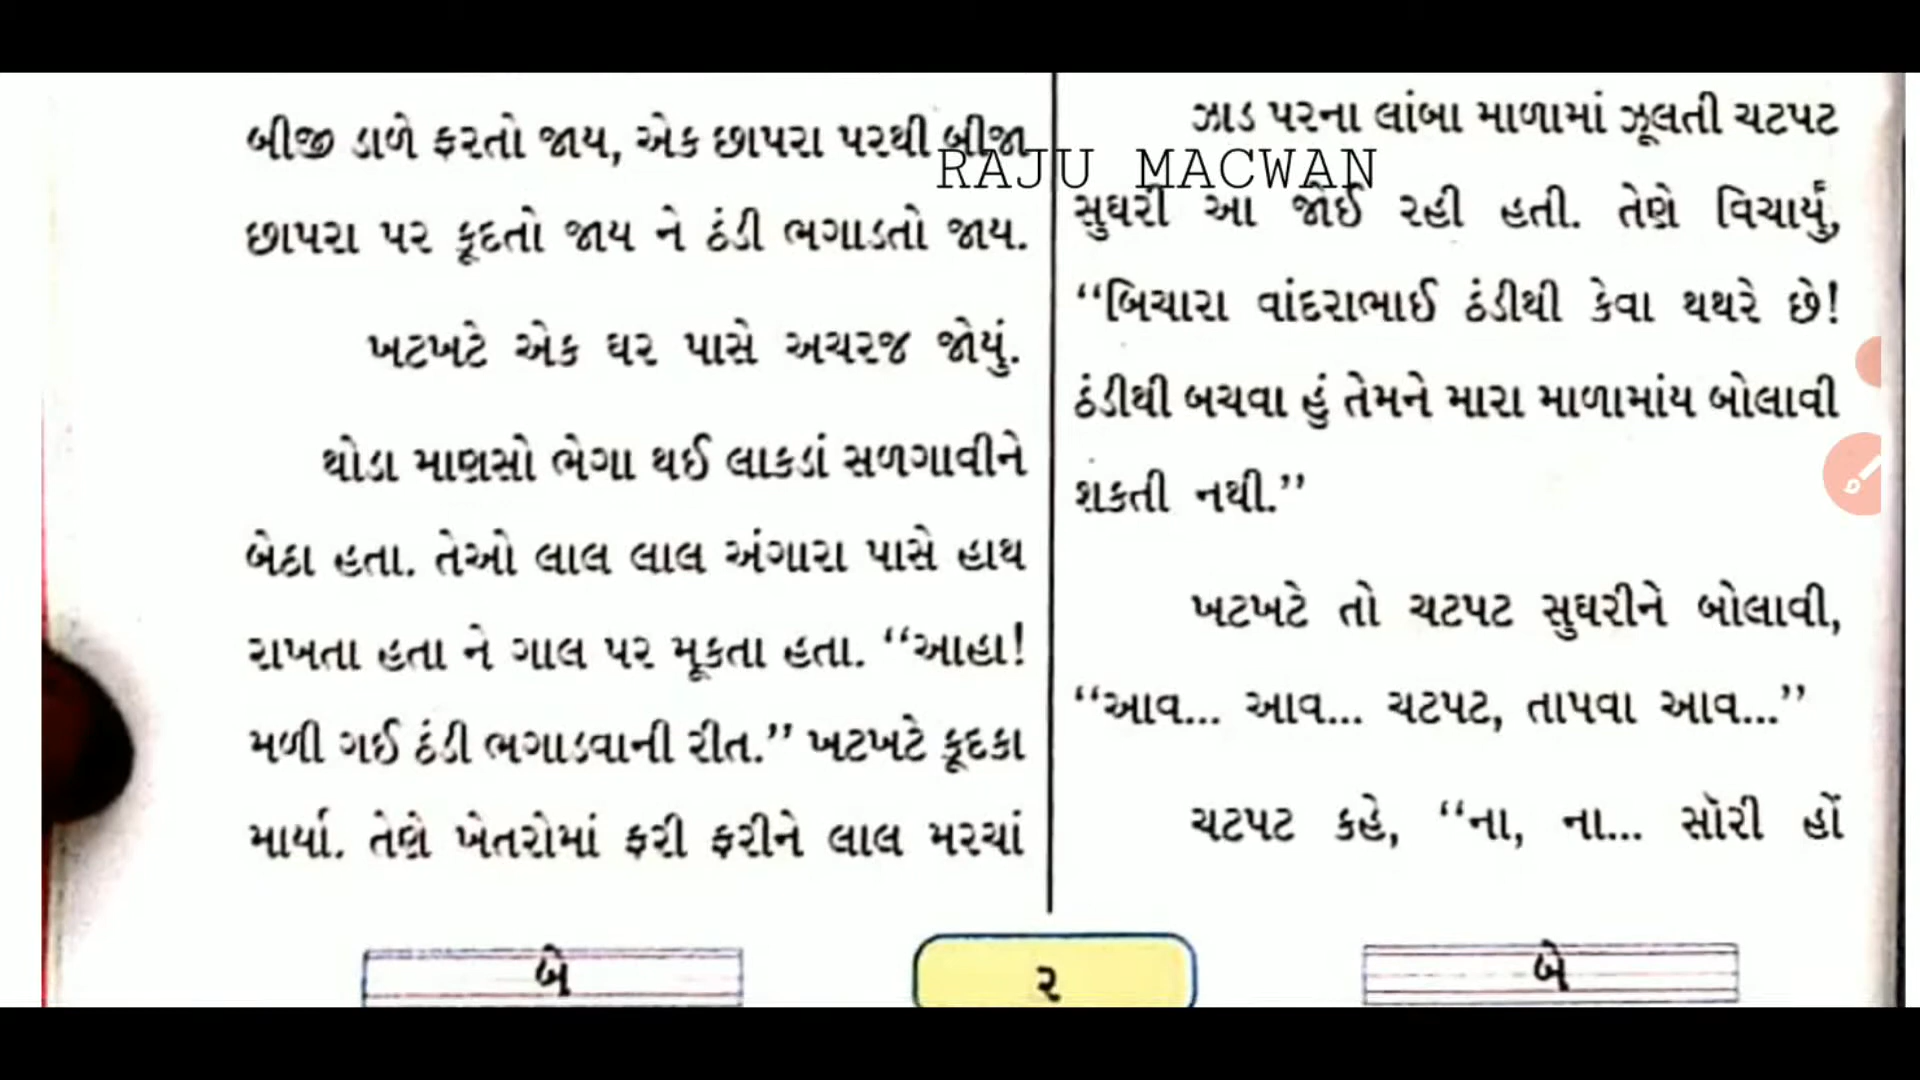 બીજી ડાળે ફરતો જાય, એક છાપરા પરથી બીજા
છાપરા પર કૂદતો જાય ને ઠંડી ભગાડતો જાય.
ખટખટે એક ઘર પાસે અચરજ જોયું.
થોડા માણસો ભેગા થઈ લાકડાં સળગાવીને
બેઠા હતા. તેઓ લાલ લાલ અંગારા પાસે હાથ
રાખતા હતા ને ગાલ પર મૂકતા હતા. “આહા!
મળી ગઈ ઠંડી ભગાડવાની રીત.” ખટખટે કૂદકા
માર્યા. તેણે ખેતરોમાં ફરી ફરીને લાલ મરચાં
ઝાડ પરના લાંબા માળામાં ઝૂલતી ચટપટ
સુઘરી આ જોઈ રહી હતી. તેણે વિચાર્યું,
“બિચારા વાંદરાભાઈ ઠંડીથી કેવા થથરે છે!
ઠંડીથી બચવા હું તેમને મારા માળામાંય બોલાવી
શકતી નથી.”
ખટખટે તો ચટપટ સુઘરીને બોલાવી,
“આવ... આવ... ચટપટ, તાપવા આવ...”
ચટપટ કહે, “ના, ના... સૉરી હોં
RAJU MACWAN
બે
૨
બે